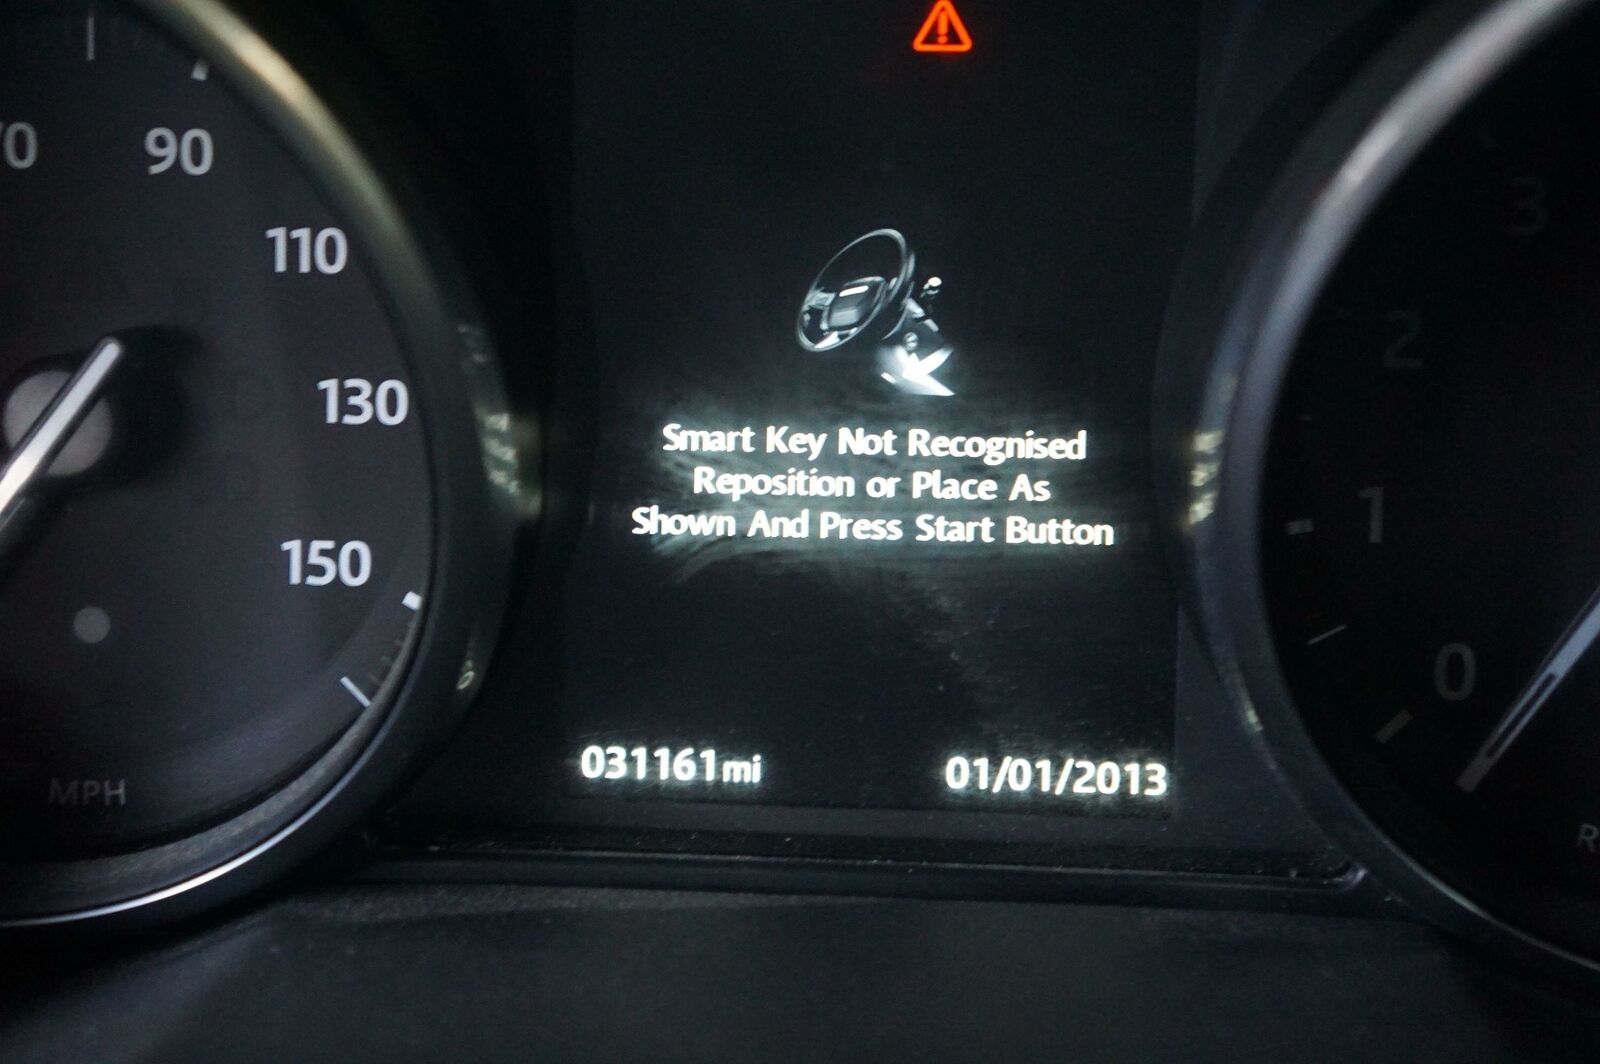 90
110
130
150
MPH
Smart Key Not Recognised
Reposition or Place As
Shown And Press Start Button
031161mi
01/01/2013
3
2
1
0